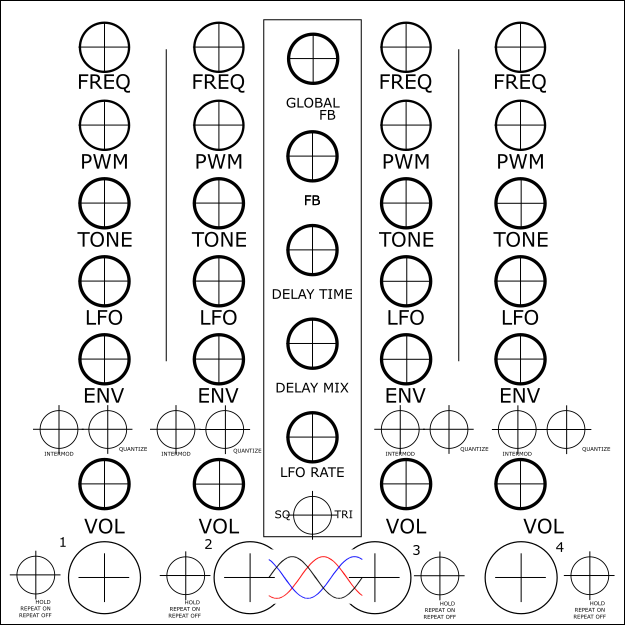 FREQ FREQ FREQ FREQ
GLOBAL
FB
PWM PWM PWM PWM
FB
TONE TONE TONE TONE
DELAY TIME
LFO LFO LFO LFO
DELAY MIX
ENV ENV ENV ENV
INTERMOD QUANTIZE INTERMOD QUANTIZE INTERMOD QUANTIZE INTERMOD QUANTIZE
LFO RATE
SQ TRI
VOL VOL VOL VOL
1 2 3 4
HOLD HOLD HOLD HOLD
REPEAT ON REPEAT ON REPEAT ON REPEAT ON
REPEAT OFF REPEAT OFF REPEAT OFF REPEAT OFF